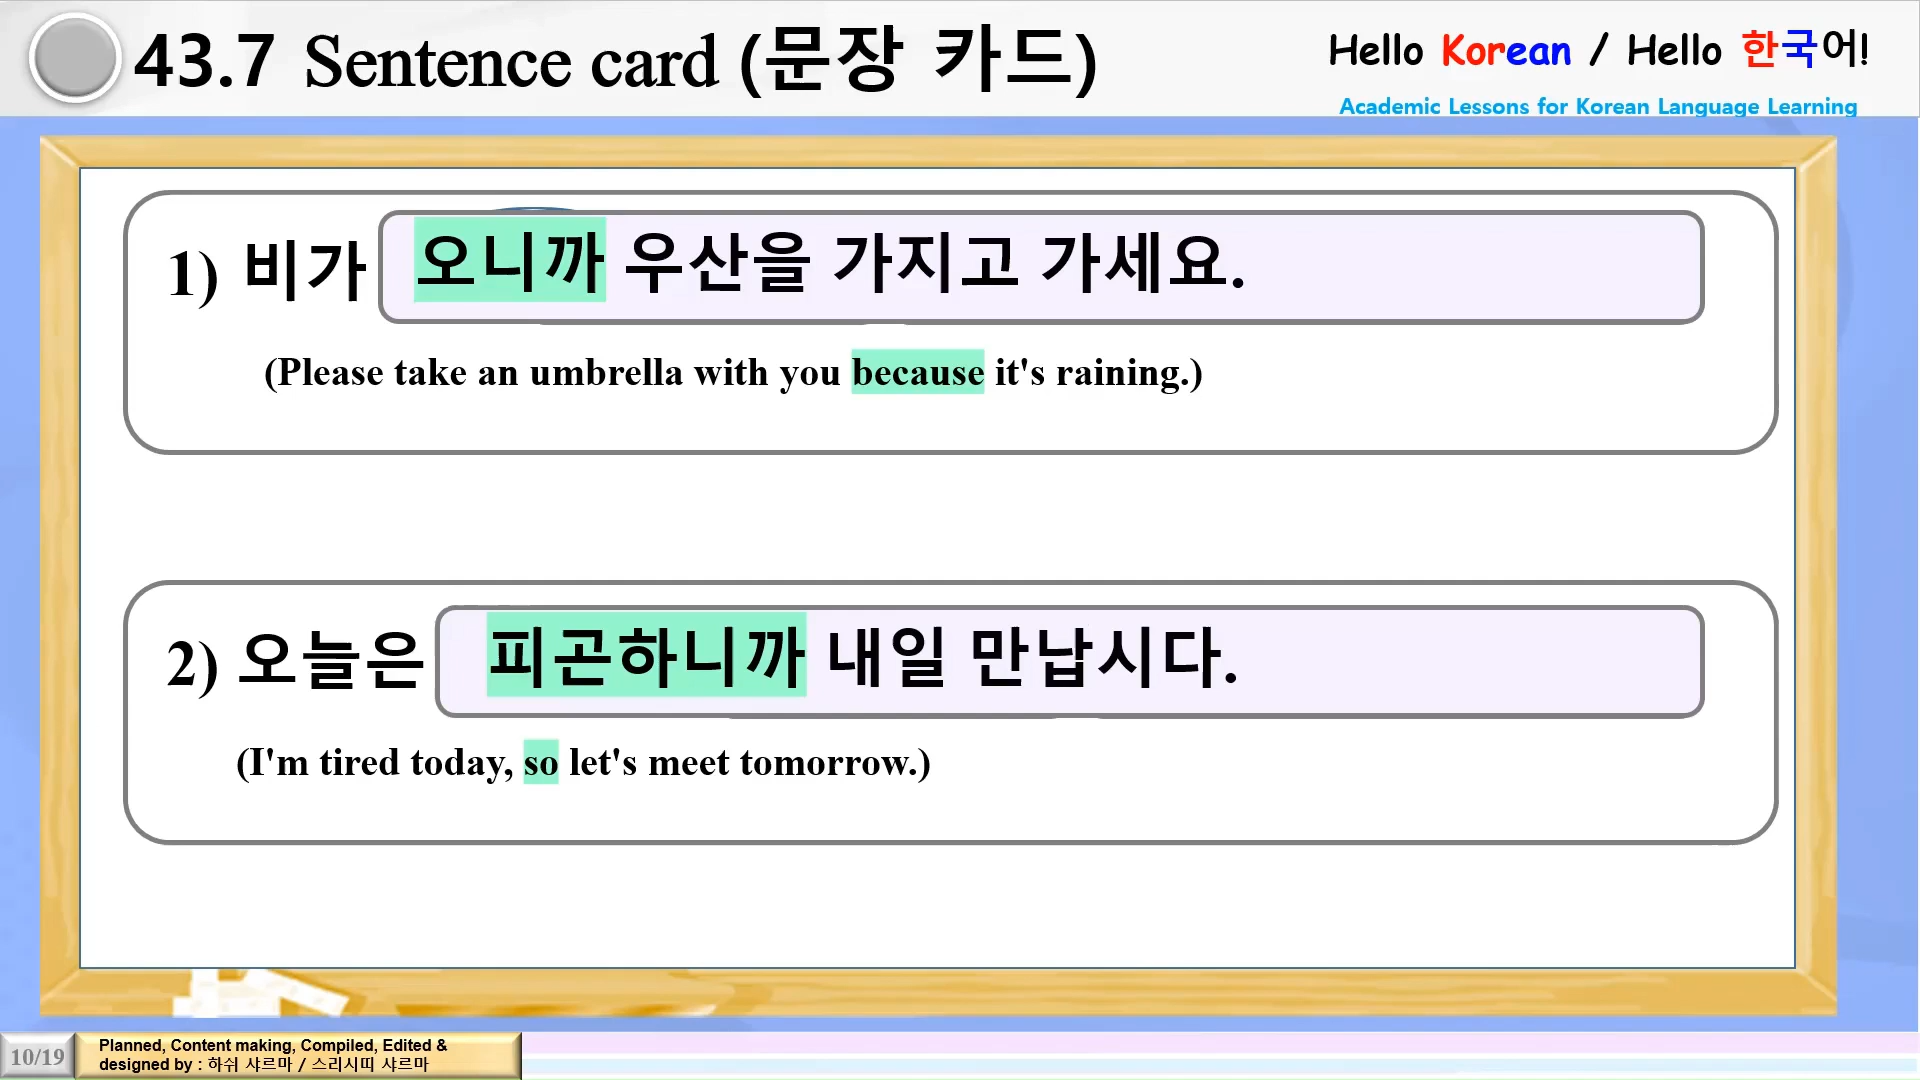 43.7 Sentence card (문장 카드)
Hello Korean / Hello 한국어!
Academic Lessons for Korean Language Learning
1) 비가 오니까 우산을 가지고 가세요.
(Please take an umbrella with you because it's raining.)
2) 오늘은 피곤하니까 내일 만납시다.
(I'm tired today, so let's meet tomorrow.)
10/19
Planned, Content making, Compiled, Edited &
designed by : 하쉬 샤르마 / 스리시띠 샤르마